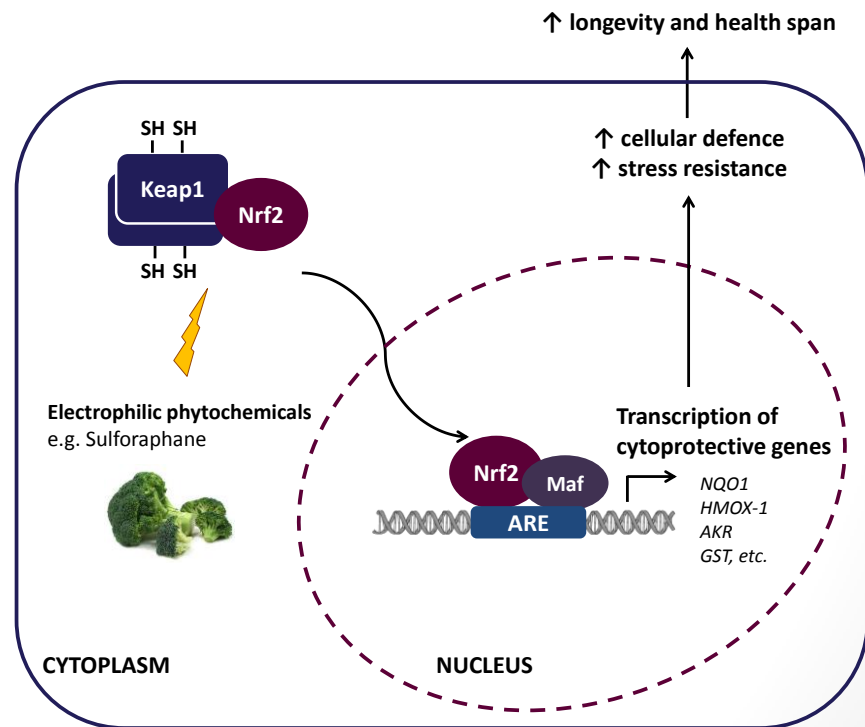 ↑ longevity and health span
↑ cellular defence
↑ stress resistance
SH SH
Keap1
Nrf2
SH SH
Electrophilic phytochemicals
e.g. Sulforaphane
Transcription of
cytoprotective genes
Nrf2
Maf
ARE
NQO1
HMOX-1
AKR
GST, etc.
CYTOPLASM
NUCLEUS